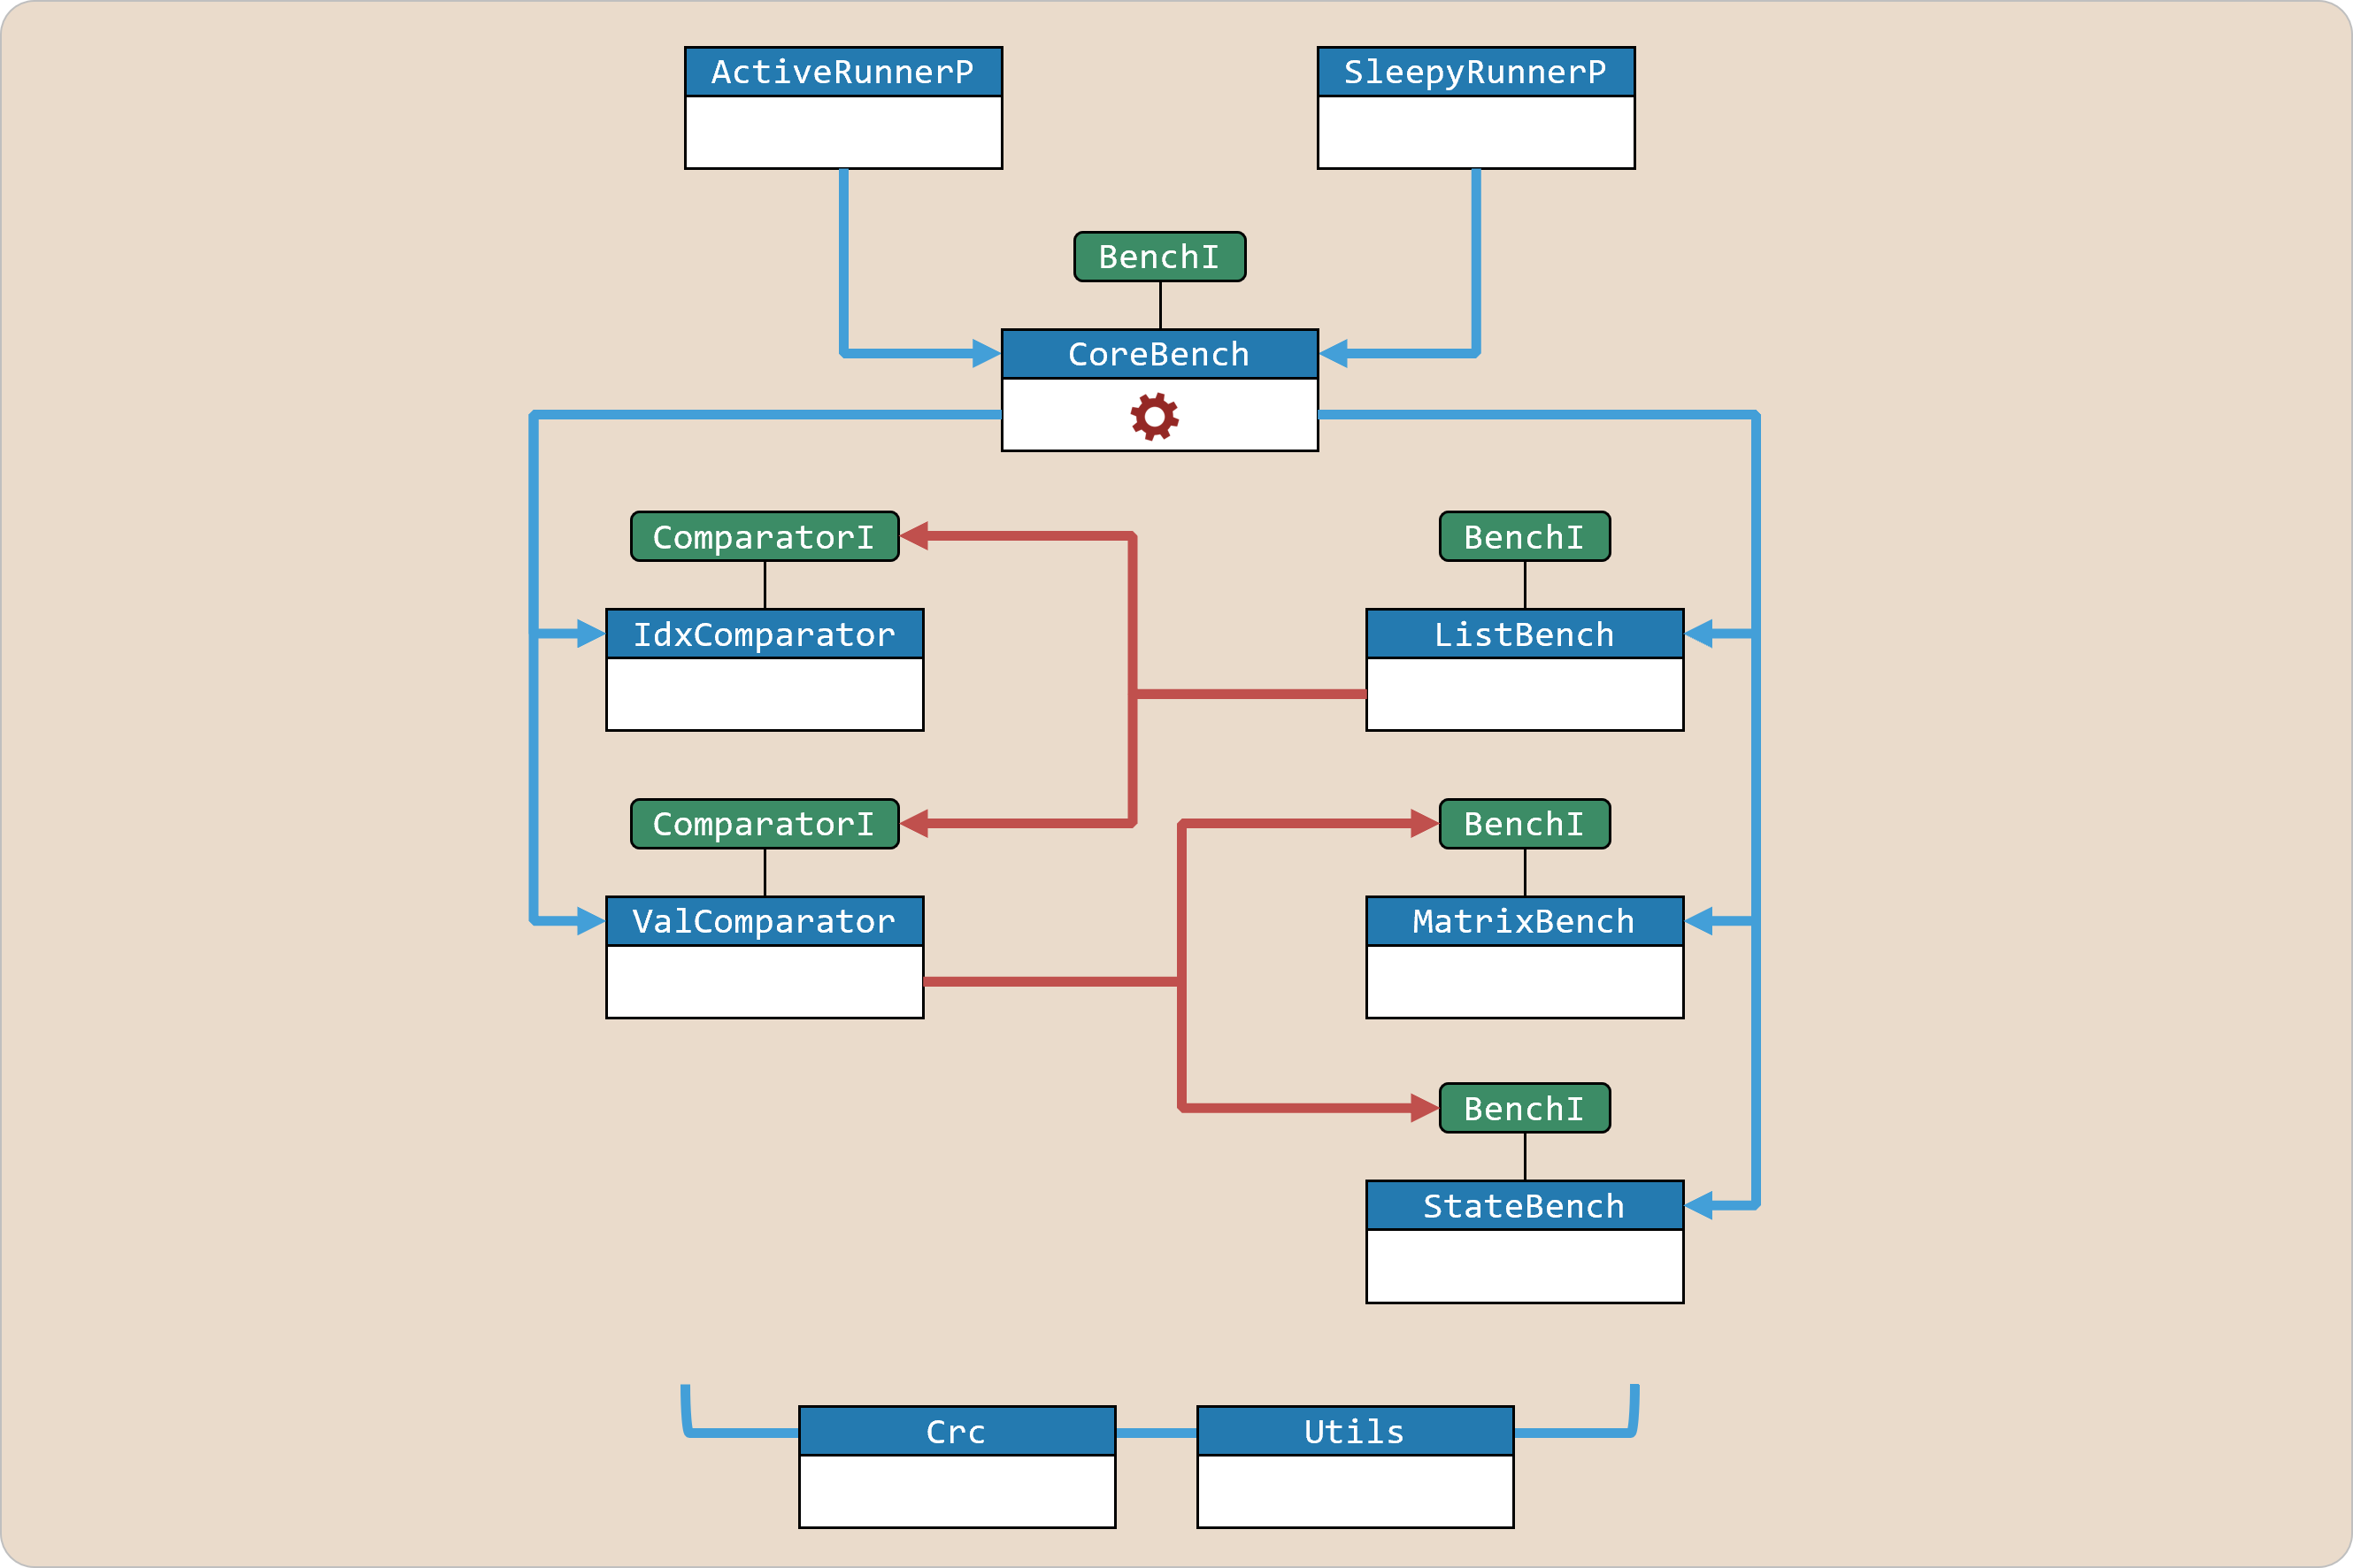 ActiveRunnerP
SleepyRunnerP
BenchI
CoreBench
ComparatorI
BenchI
IdxComparator
ListBench
ComparatorI
BenchI
ValComparator
MatrixBench
BenchI
StateBench
Crc
Utils